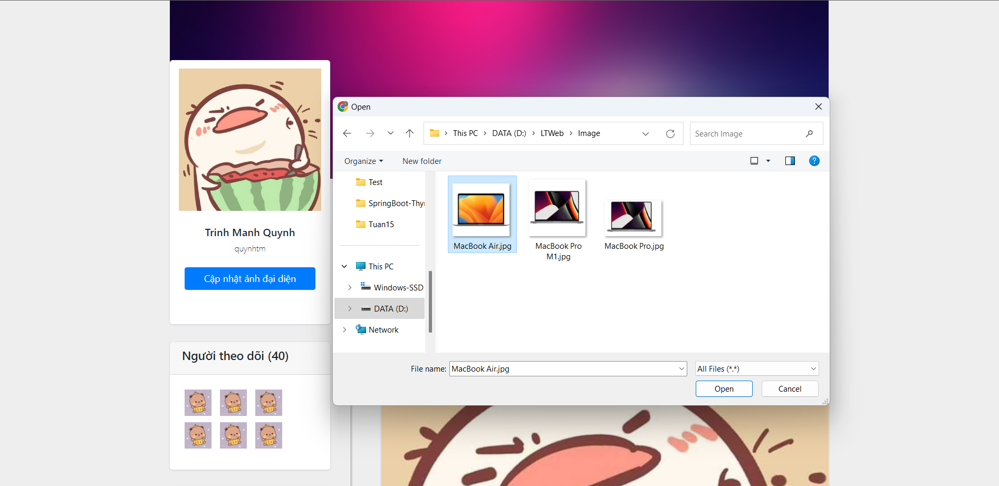 Trinh Manh Quynh
quynhtm
Cập nhật ảnh đại diện
Người theo dõi (40)
Open
This PC
DATA (D:)
LTWeb
Image
Search Image
Organize
New folder
Test
SpringBoot-Thy
Tuan15
This PC
Windows-SSD
DATA (D:)
Network
MacBook Air.jpg
MacBook Pro
M1.jpg
MacBook Pro.jpg
File name:
MacBook Air.jpg
All Files (*.*)
Open
Cancel